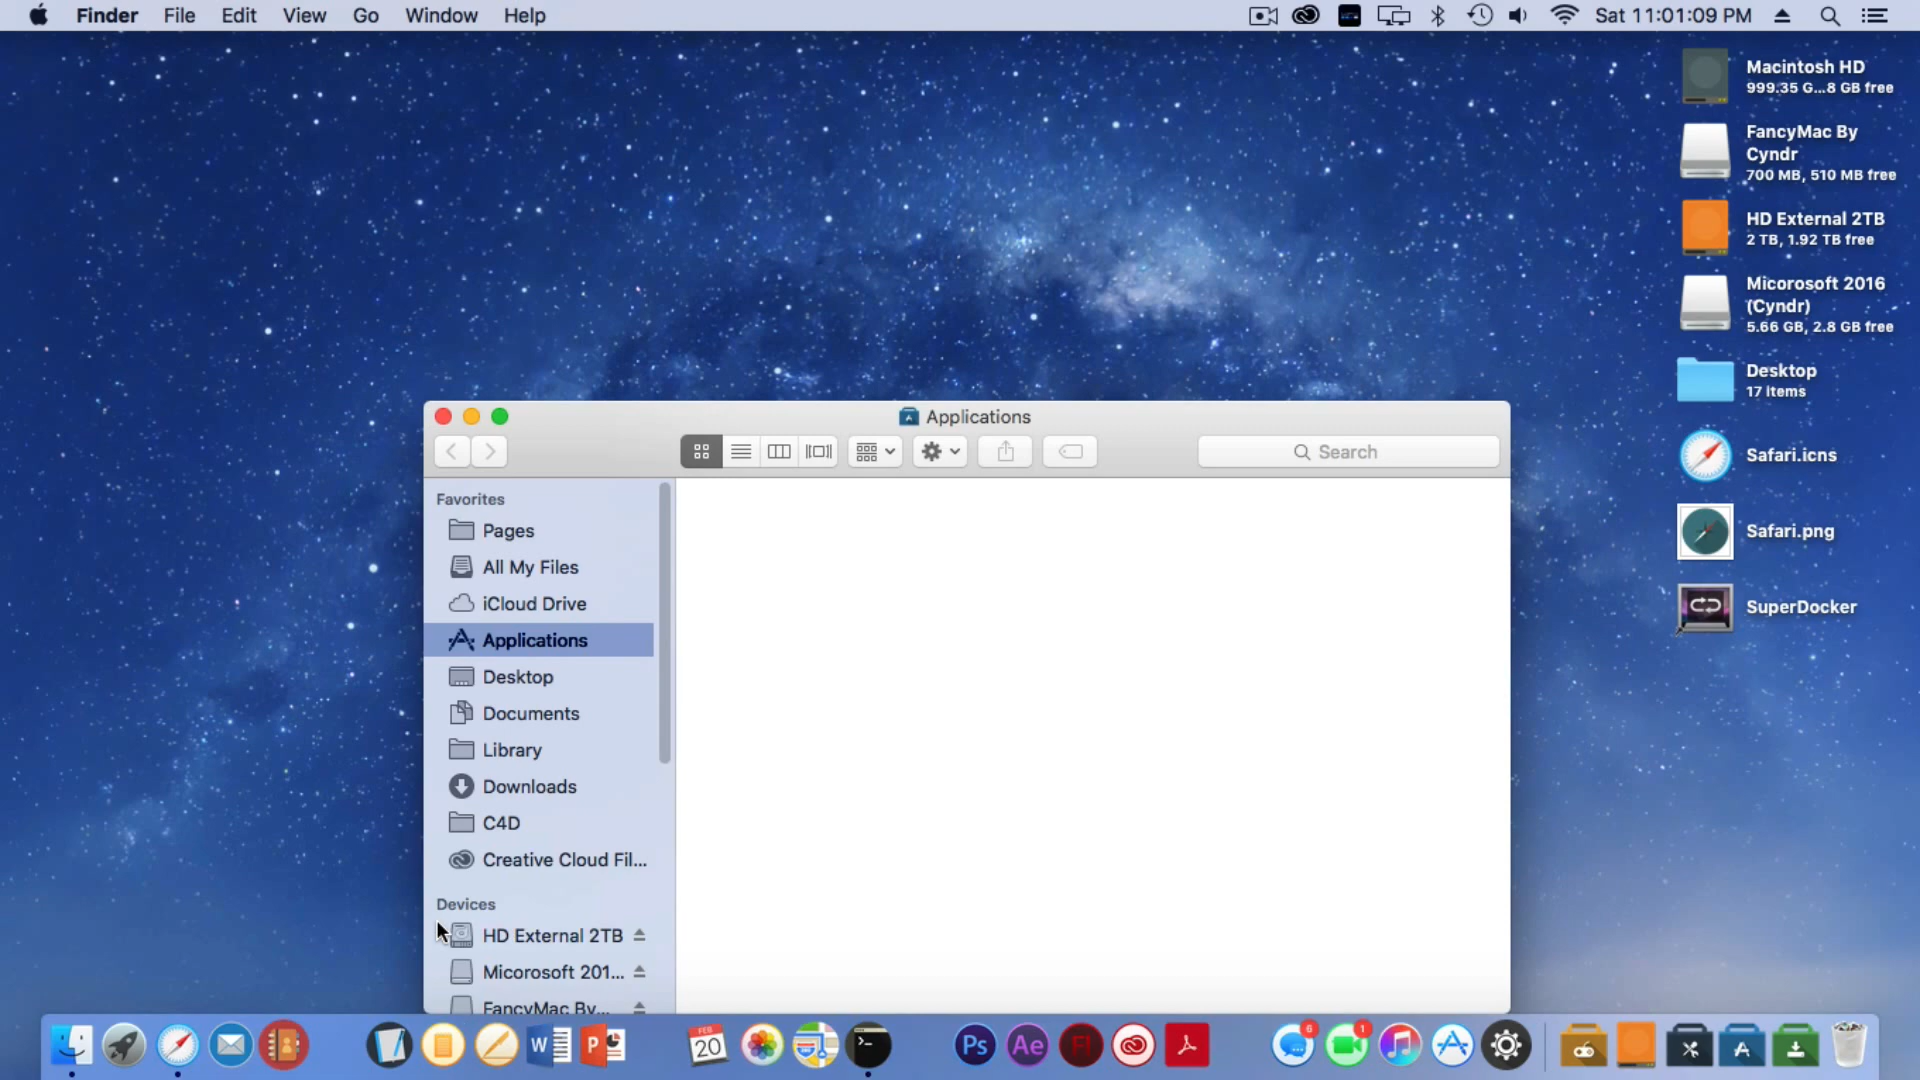 Finder File Edit View Go Window Help
Sat 11:01:09 PM
Macintosh HD
999.35 G...8 GB free
FancyMac By
Cyndr
700 MB, 510 MB free
HD External 2TB
2 TB, 1.92 TB free
Micorosoft 2016
(Cyndr)
5.66 GB, 2.8 GB free
Desktop
17 items
Safari.icns
Safari.png
SuperDocker
Applications
Search
Favorites
Pages
All My Files
iCloud Drive
Applications
Desktop
Documents
Library
Downloads
C4D
Creative Cloud Fil...
Devices
HD External 2TB
Micorosoft 201...
FancyMac By...
W
P
FEB
20
Ps
Ae
Fl
6
1